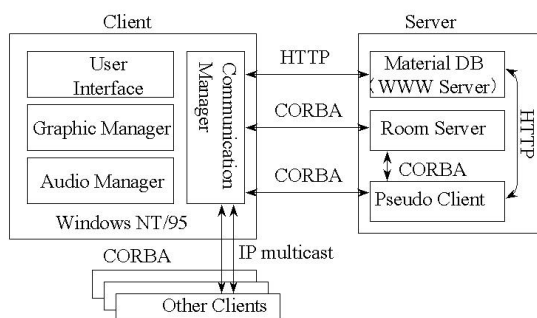 Client
Server
User
Interface
Graphic Manager
Audio Manager
Windows NT/95
Communication
Manager
HTTP
CORBA
CORBA
Material DB
(WWW Server)
Room Server
CORBA
Pseudo Client
HTTP
CORBA
IP multicast
Other Clients